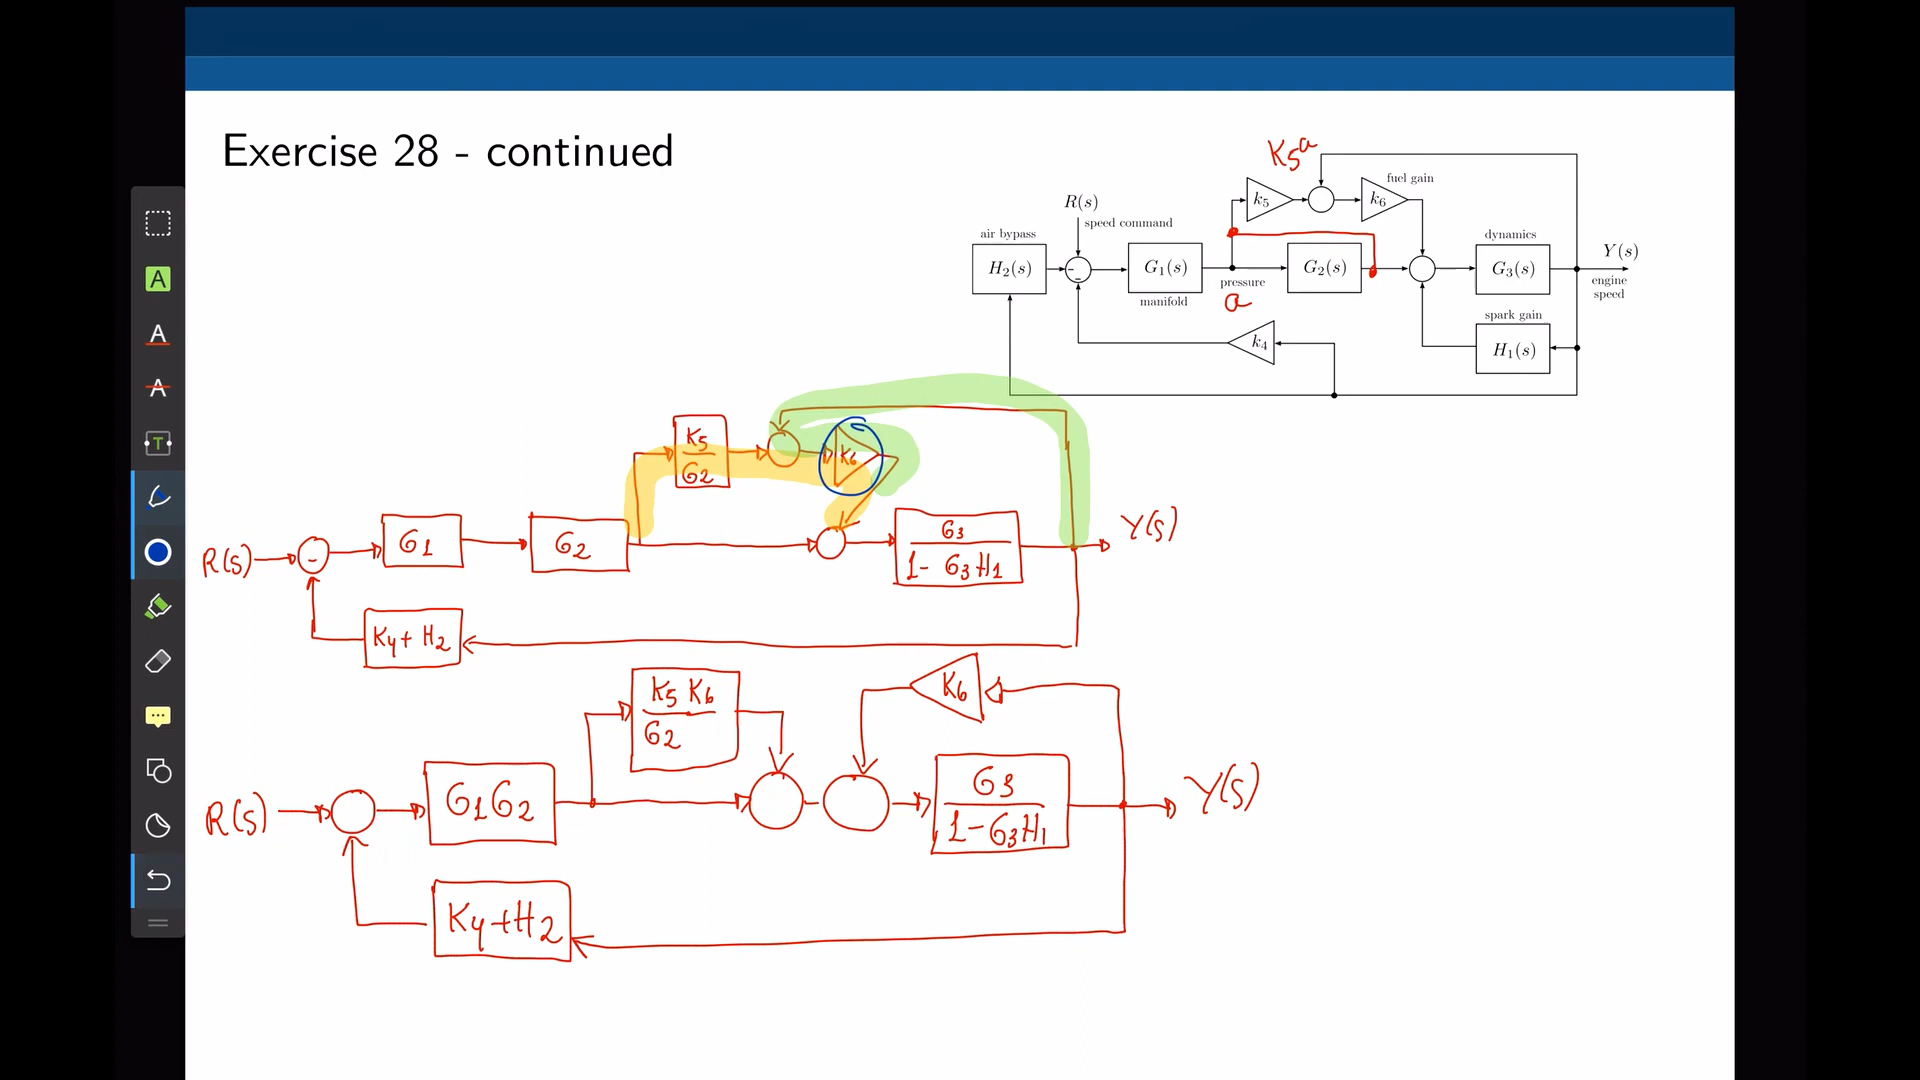 Exercise 28 - continued
K5a
fuel gain
k5
k6
R(s)
speed command
air bypass
dynamics
Y(s)
H2(s)
-
-
G1(s)
G2(s)
G3(s)
engine
speed
pressure
manifold
a
spark gain
k4
H1(s)
K5
G2
K6
R(s)
-
G1
G2
G3
1 - G3H1
Y(s)
K4+ H2
K5 K6
G2
K6
R(s)
G1G2
G3
1-G3H1
Y(s)
K4+H2
A
A
A
T